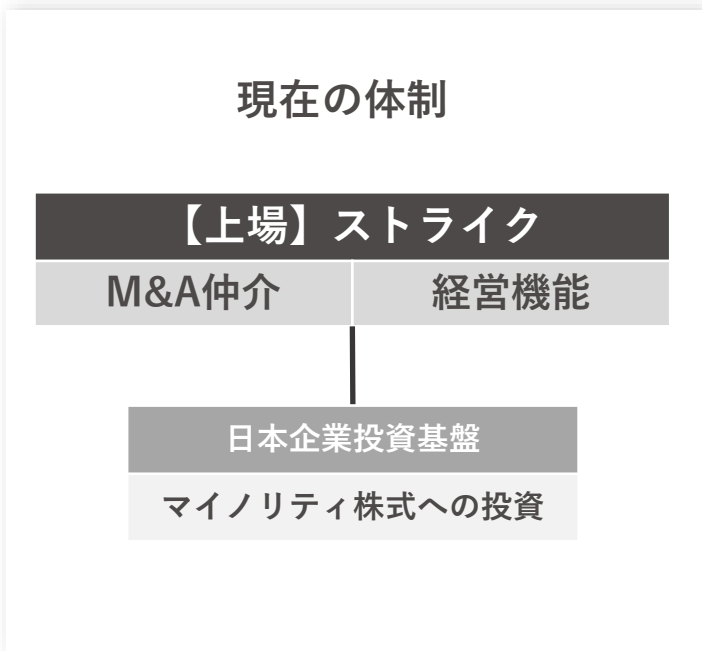 現在の体制
【上場】ストライク
M&A仲介
経営機能
日本企業投資基盤
マイノリティ株式への投資